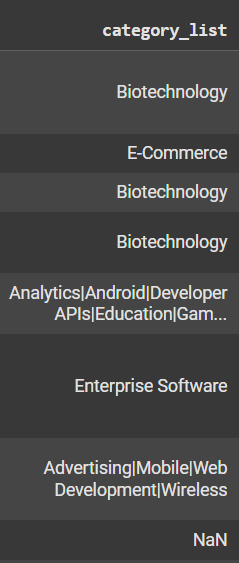 category_list
Biotechnology
E-Commerce
Biotechnology
Biotechnology
Analytics|Android|Developer
APIs|Education|Gam...
Enterprise Software
Advertising|Mobile|Web
Development|Wireless
NaN